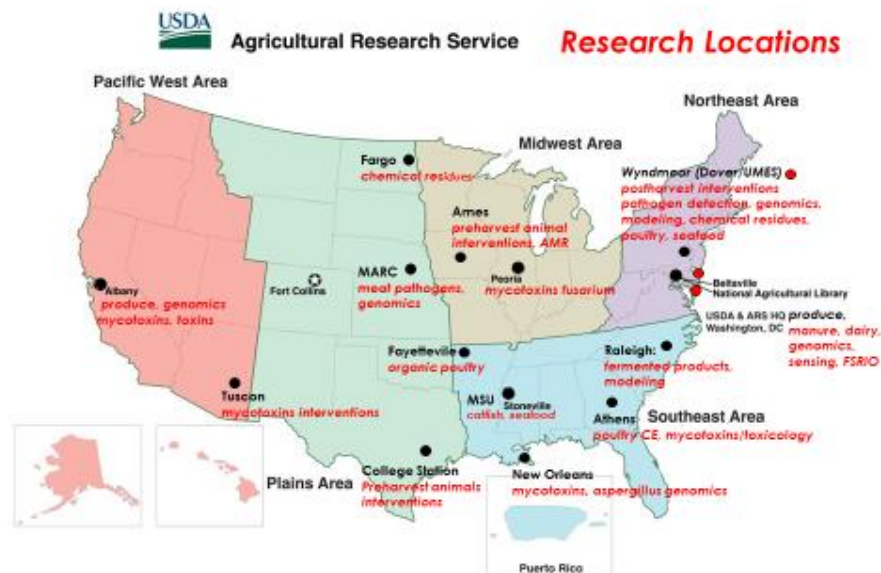 USDA
Agricultural Research Service
Research Locations
Pacific West Area
Northeast Area
Midwest Area
Fargo
chemical residues
Wyndmoor (Dover/UMES)
postharvest interventions
pathogen detection, genomics,
modeling, chemical residues,
poultry, seafood
Ames
preharvest animal
interventions, AMR
Albany
produce, genomics
mycotoxins, toxins
Fort Collins
MARC
meat pathogens,
genomics
Peoria
mycotoxins fusarium
Beltsville
National Agricultural Library
USDA & ARS HQ
Washington, DC
produce,
manure, dairy,
genomics,
sensing, FSRIO
Fayetteville
organic poultry
Raleigh:
fermented products,
modeling
Tuscon
mycotoxins interventions
MSU
Stoneville
catfish, seafood
Athens
poultry CE, mycotoxins/toxicology
Southeast Area
College Station
Preharvest animals
interventions
Plains Area
New Orleans
mycotoxins, aspergillus genomics
Puerto Rico